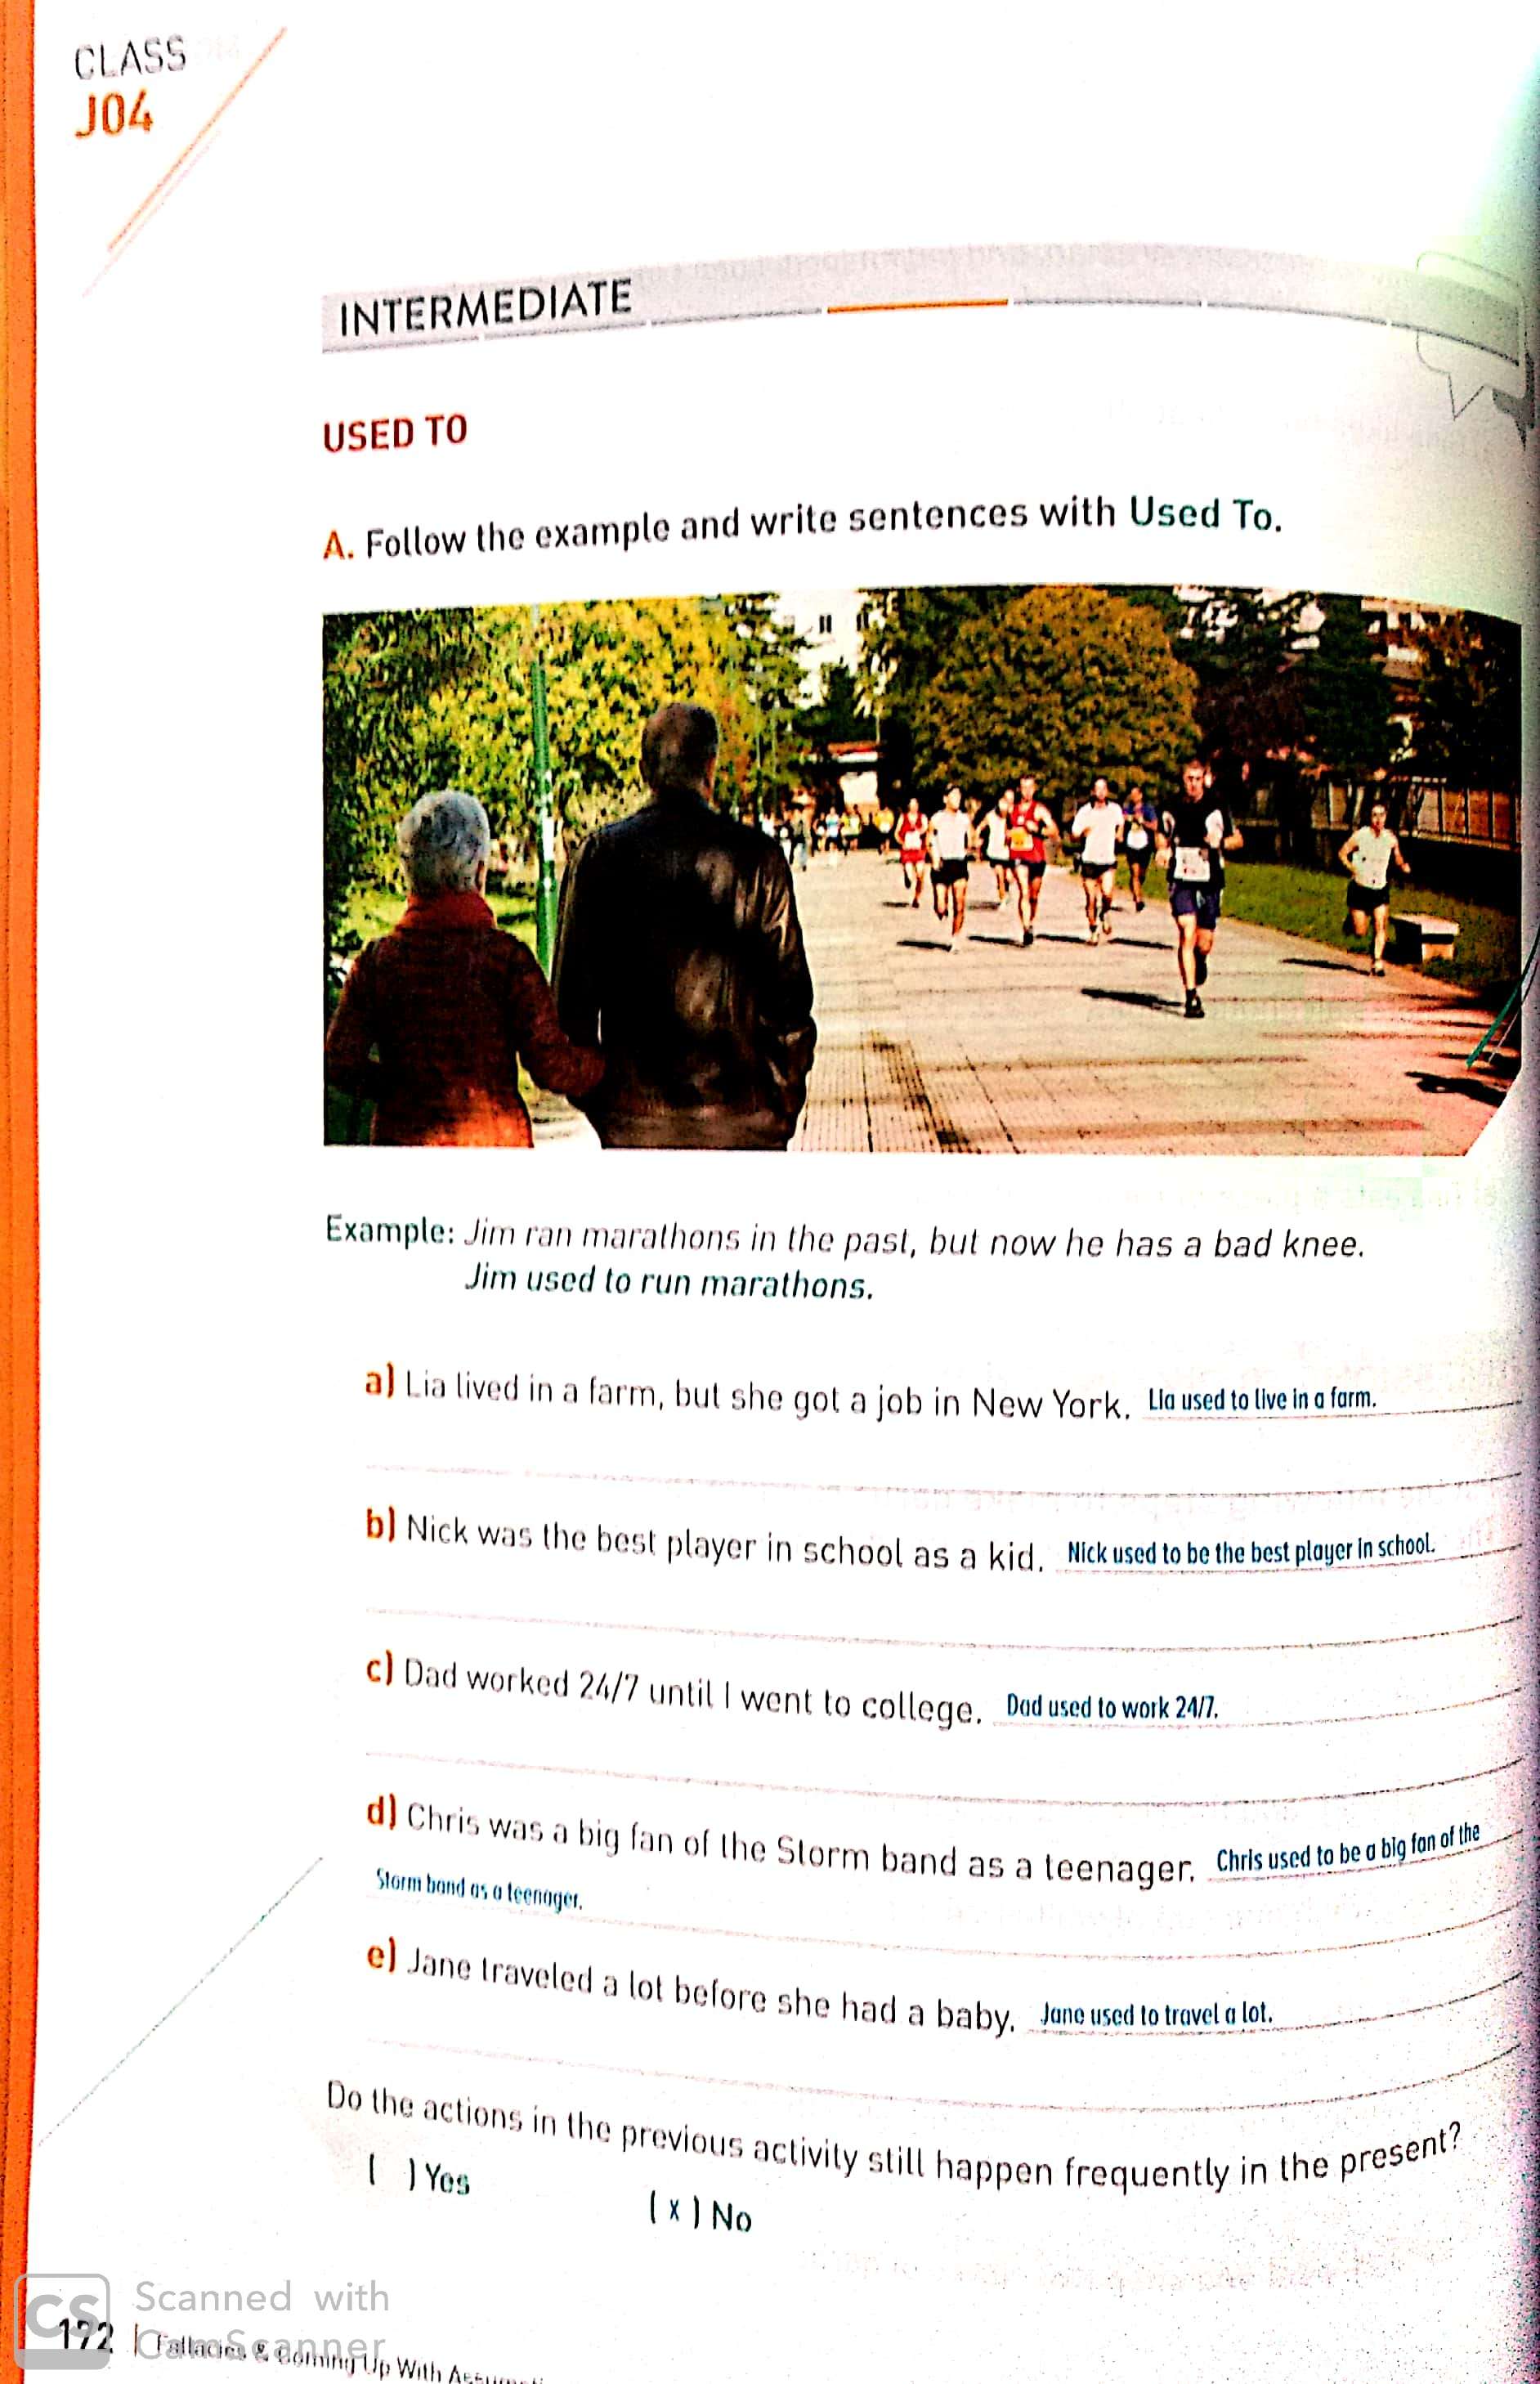 CLASS
J04
INTERMEDIATE
USED TO
A. Follow the example and write sentences with Used To.
Example: Jim ran marathons in the past, but now he has a bad knee.
Jim used to run marathons.
a) Lia lived in a farm, but she got a job in New York. Lia used to live in a farm.
b) Nick was the best player in school as a kid. Nick used to be the best player in school.
c) Dad worked 24/7 until I went to college. Dad used to work 24/7.
d) Chris was a big fan of the Storm band as a teenager. Chris used to be a big fan of the
Storm band as a teenager.
e) Jane traveled a lot before she had a baby. Jane used to travel a lot.
Do the actions in the previous activity still happen frequently in the present?
( ) Yes (x) No
CS Scanned with
CamScanner
172 | Fallacies & Coming Up With